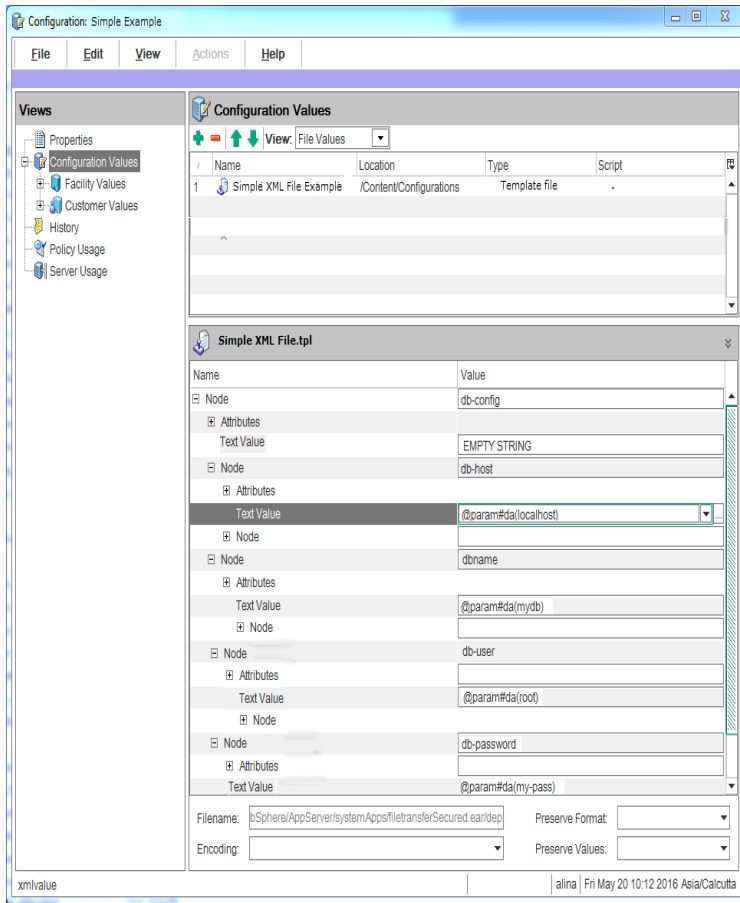 Configuration: Simple Example
File Edit View Actions Help
Views
Properties
Configuration Values
Facility Values
Customer Values
History
Policy Usage
Server Usage
Configuration Values
View: File Values
/ Name Location Type Script
1 Simple XML File Example /Content/Configurations Template file -
Simple XML File.tpl
Name Value
Node db-config
Attributes
Text Value EMPTY STRING
Node db-host
Attributes
Text Value @param#da(localhost) ...
Node
Node dbname
Attributes
Text Value @param#da(mydb)
Node
Node db-user
Attributes
Text Value @param#da(root)
Node
Node db-password
Attributes
Text Value @param#da(my-pass)
Filename: bSphere/AppServer/systemApps/filetransferSecured.ear/dep Preserve Format:
Encoding: Preserve Values:
xmlvalue alina Fri May 20 10:12 2016 Asia/Calcutta